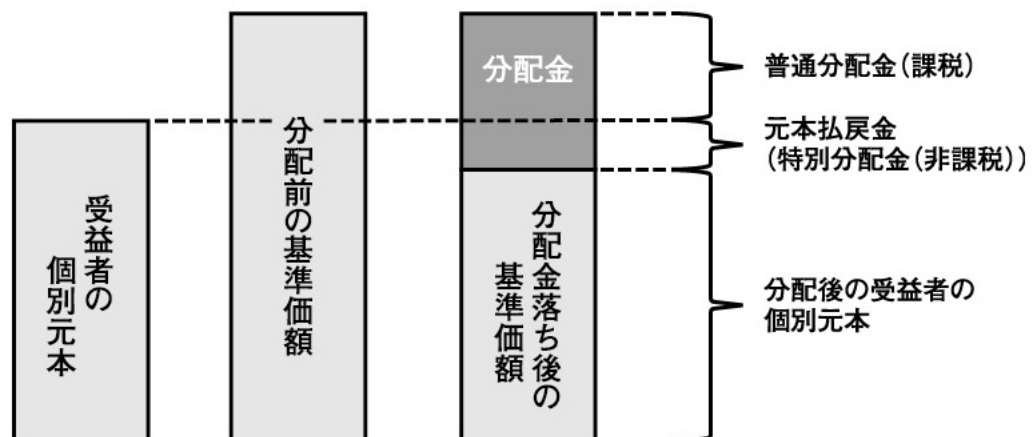 受益者の
個別元本
分配前の基準価額
分配金
分配金落ち後の
基準価額
普通分配金(課税)
元本払戻金
(特別分配金(非課税))
分配後の受益者の
個別元本